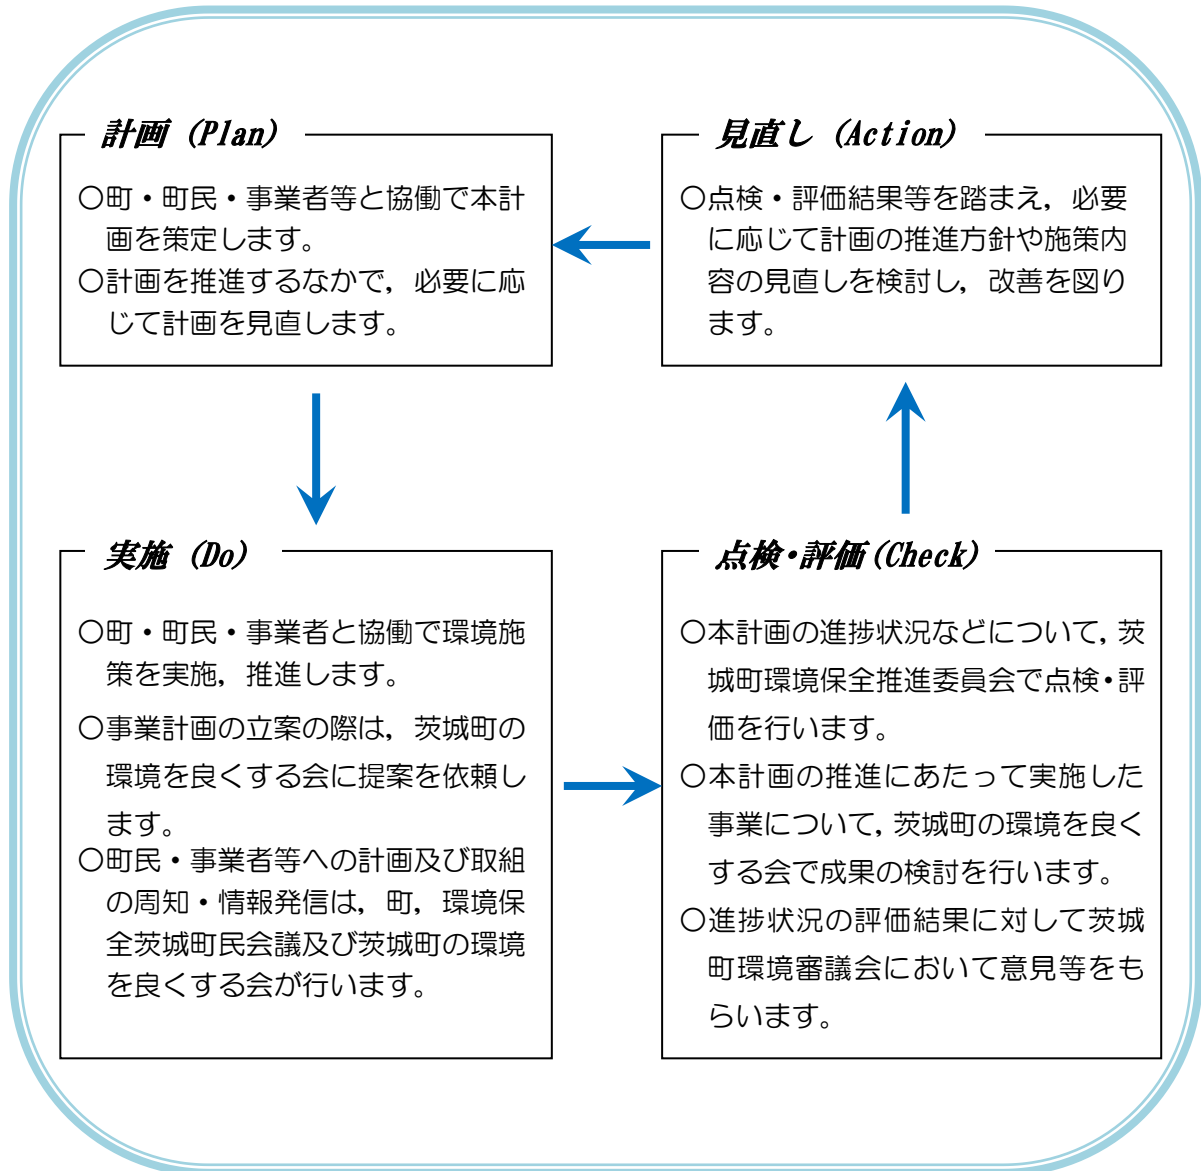 計画 (Plan)
〇町・町民・事業者等と協働で本計
画を策定します。
〇計画を推進するなかで，必要に応
じて計画を見直します。
見直し (Action)
〇点検・評価結果等を踏まえ，必要
に応じて計画の推進方針や施策内
容の見直しを検討し，改善を図り
ます。
実施 (Do)
〇町・町民・事業者と協働で環境施
策を実施，推進します。
〇事業計画の立案の際は，茨城町の
環境を良くする会に提案を依頼し
ます。
〇町民・事業者等への計画及び取組
の周知・情報発信は，町，環境保
全茨城町民会議及び茨城町の環境
を良くする会が行います。
点検・評価(Check)
〇本計画の進捗状況などについて，茨
城町環境保全推進委員会で点検・評
価を行います。
〇本計画の推進にあたって実施した
事業について，茨城町の環境を良く
する会で成果の検討を行います。
〇進捗状況の評価結果に対して茨城
町環境審議会において意見等をも
らいます。